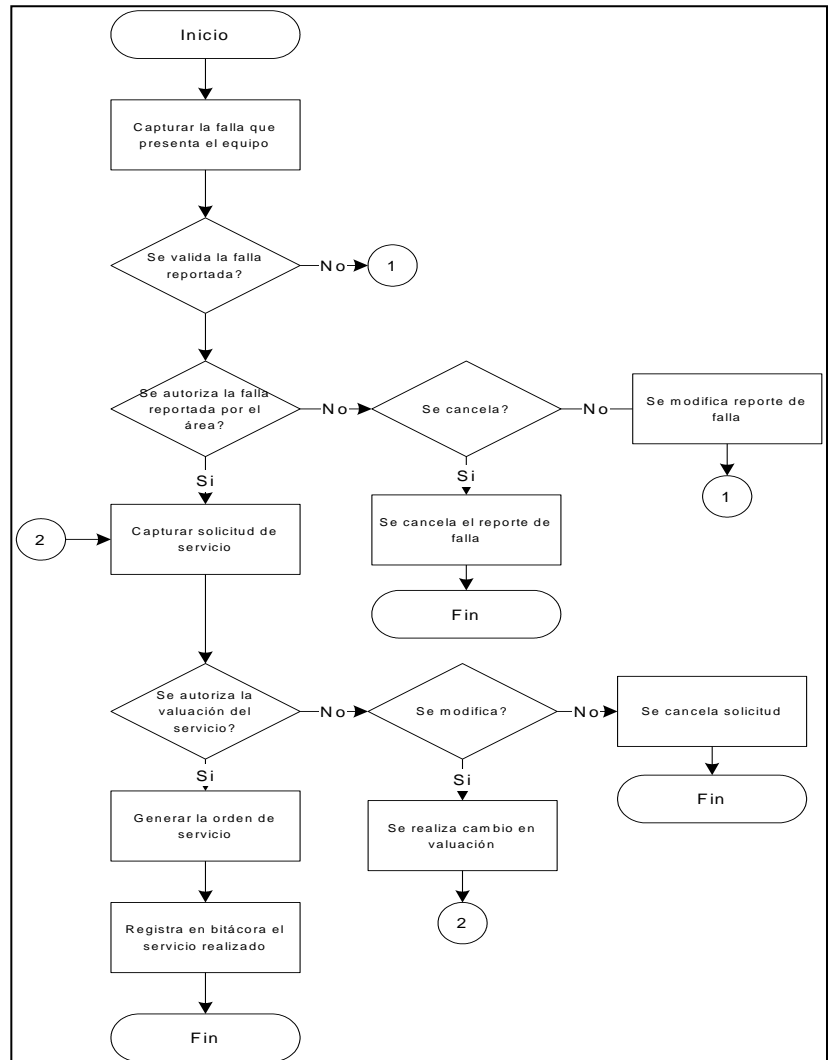 Inicio
Capturar la falla que
presenta el equipo
Se valida la falla
reportada?
No
1
Se autoriza la falla
reportada por el
área?
No
Se cancela?
No
Se modifica reporte de
falla
Si
Si
1
2
Capturar solicitud de
servicio
Se cancela el reporte de
falla
Fin
Se autoriza la
valuación del
servicio?
No
Se modifica?
No
Se cancela solicitud
Si
Si
Fin
Generar la orden de
servicio
Se realiza cambio en
valuación
Registra en bitácora el
servicio realizado
2
Fin